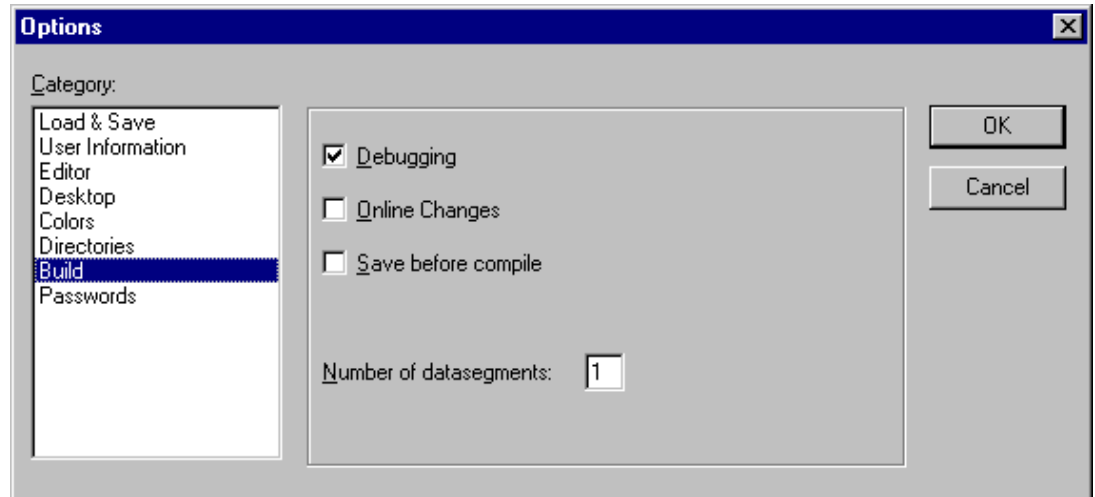 Options
Category:
Load & Save
User Information
Editor
Desktop
Colors
Directories
Build
Passwords
Debugging
Online Changes
Save before compile
Number of datasegments: 1
OK
Cancel